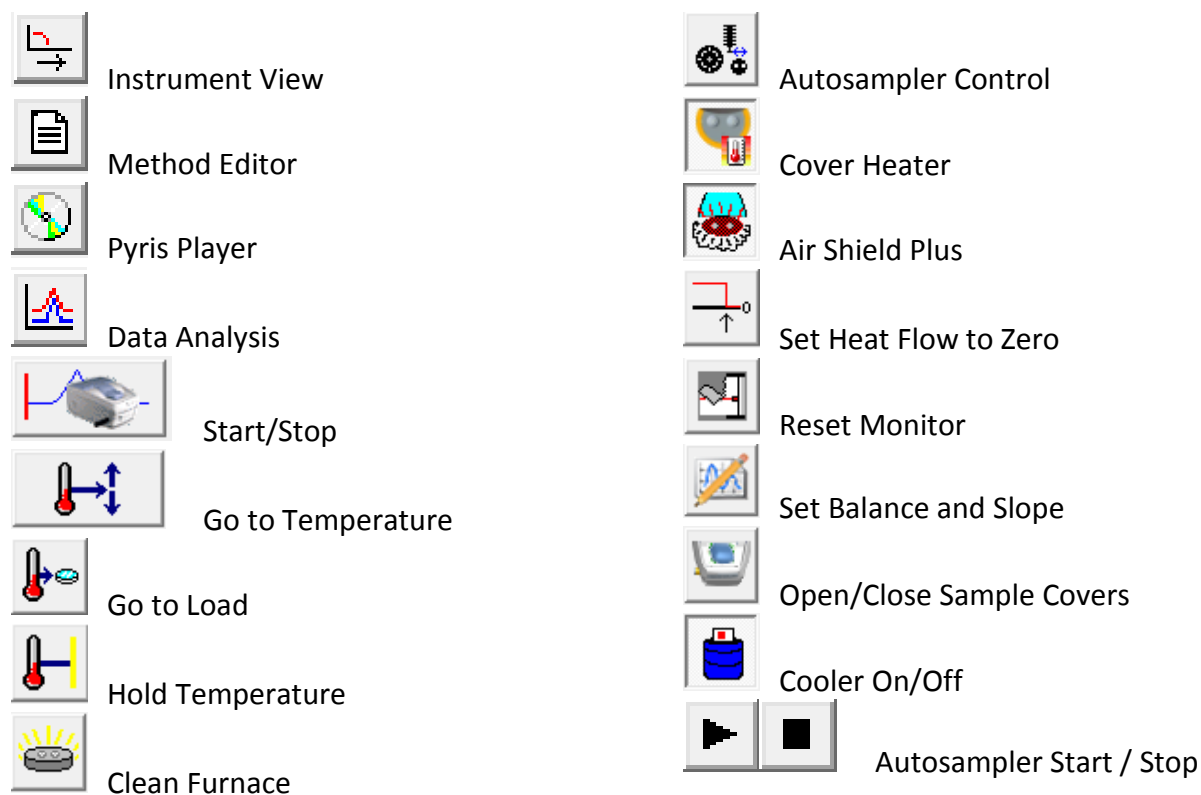 Instrument View
Method Editor
Pyris Player
Data Analysis
Start/Stop
Go to Temperature
Go to Load
Hold Temperature
Clean Furnace
Autosampler Control
Cover Heater
Air Shield Plus
0
Set Heat Flow to Zero
Reset Monitor
Set Balance and Slope
Open/Close Sample Covers
Cooler On/Off
Autosampler Start / Stop